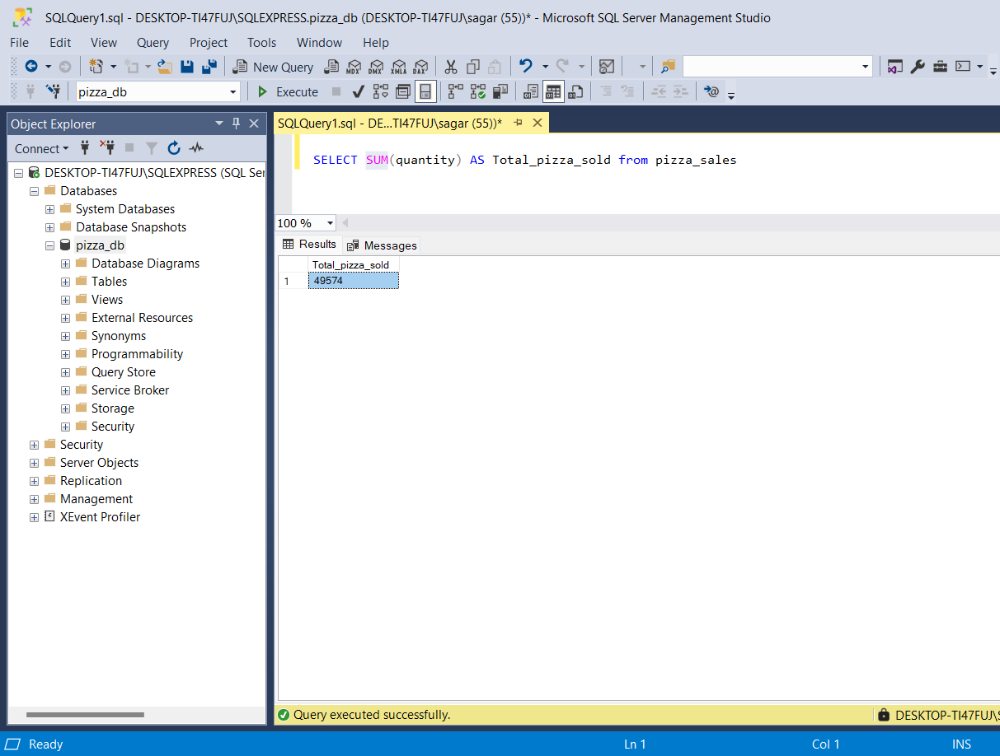 SQLQuery1.sql - DESKTOP-TI47FUJ\SQLEXPRESS.pizza_db (DESKTOP-TI47FUJ\sagar (55))* - Microsoft SQL Server Management Studio
File Edit View Query Project Tools Window Help
New Query MDX DMX XMLA DAX
pizza_db Execute
Object Explorer
Connect
DESKTOP-TI47FUJ\SQLEXPRESS (SQL Ser
Databases
System Databases
Database Snapshots
pizza_db
Database Diagrams
Tables
Views
External Resources
Synonyms
Programmability
Query Store
Service Broker
Storage
Security
Security
Server Objects
Replication
Management
XEvent Profiler
SQLQuery1.sql - DE...TI47FUJ\sagar (55))*
SELECT SUM(quantity) AS Total_pizza_sold from pizza_sales
100 %
Results Messages
Total_pizza_sold
1 49574
Query executed successfully. DESKTOP-TI47FUJ\S
Ready Ln 1 Col 1 INS